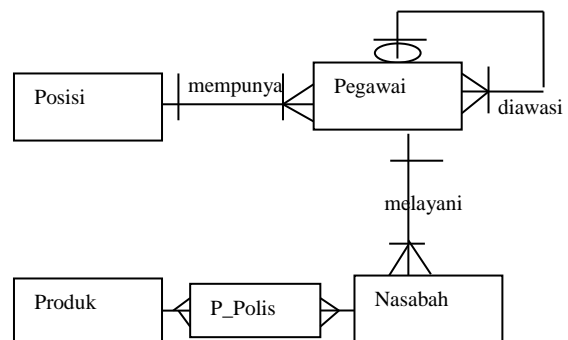 Posisi
mempunya
Pegawai
diawasi
melayani
Produk
P_Polis
Nasabah